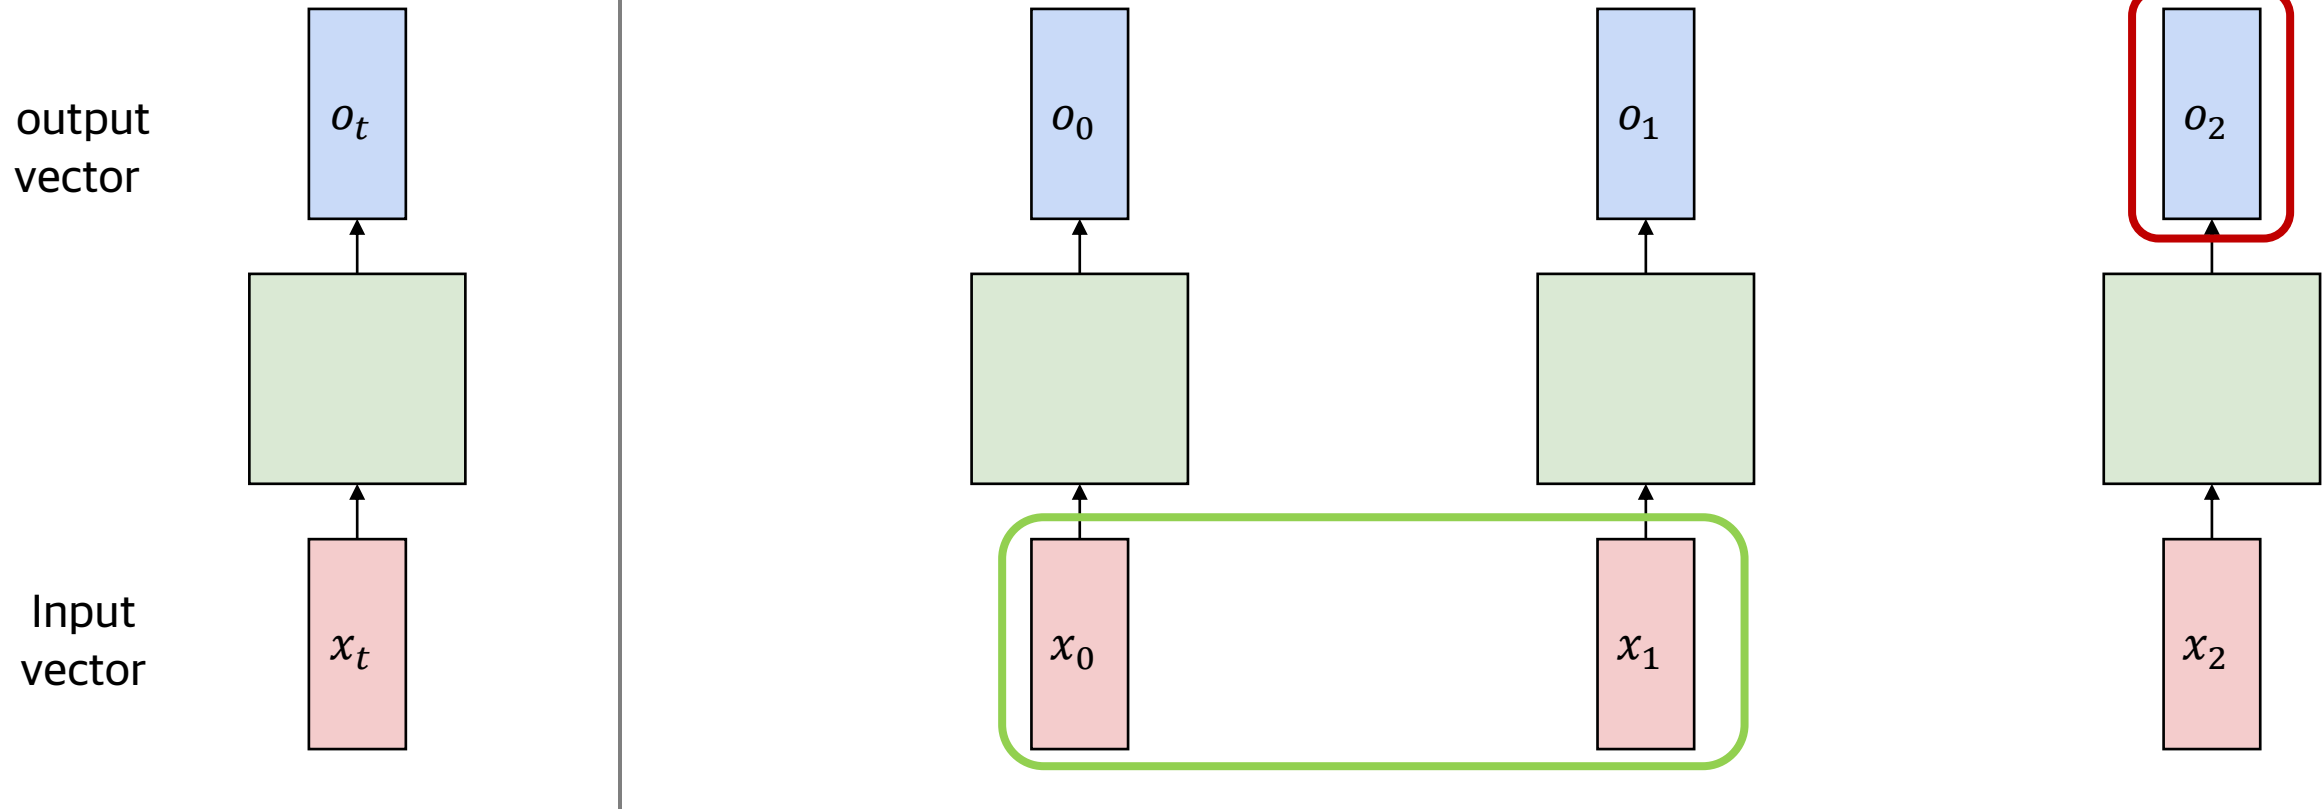 output
vector
o_t
o_0
o_1
o_2
Input
vector
x_t
x_0
x_1
x_2